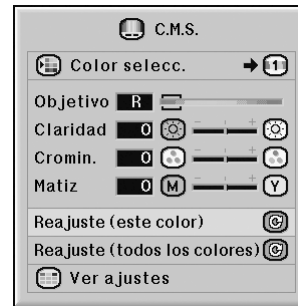 C.M.S.
Color selecc. 1
Objetivo R
Claridad 0
Cromin. 0
Matiz 0 M Y
Reajuste (este color)
Reajuste (todos los colores)
Ver ajustes